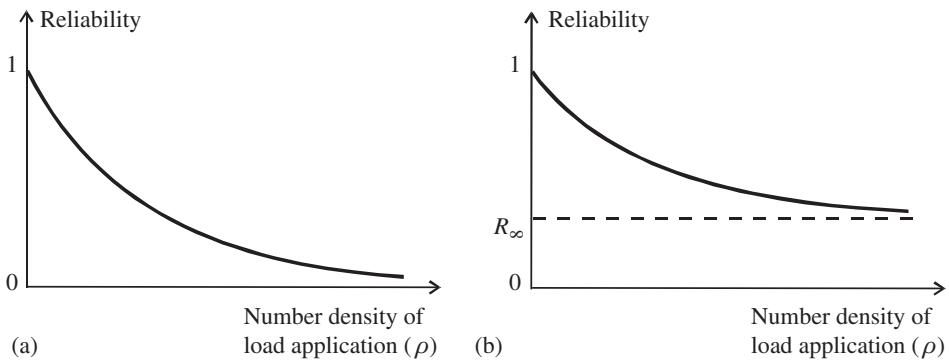 Reliability
1
0
Number density of
load application (ρ)
(a)
Reliability
1
R∞
0
Number density of
load application (ρ)
(b)